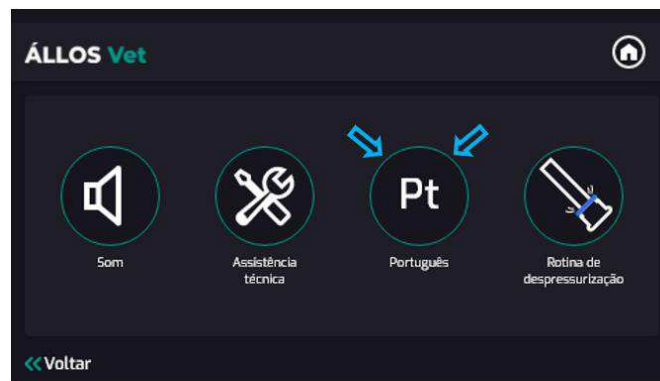 ÁLLOS Vet
Pt
Som
Assistência
técnica
Português
Rotina de
despressurização
Voltar